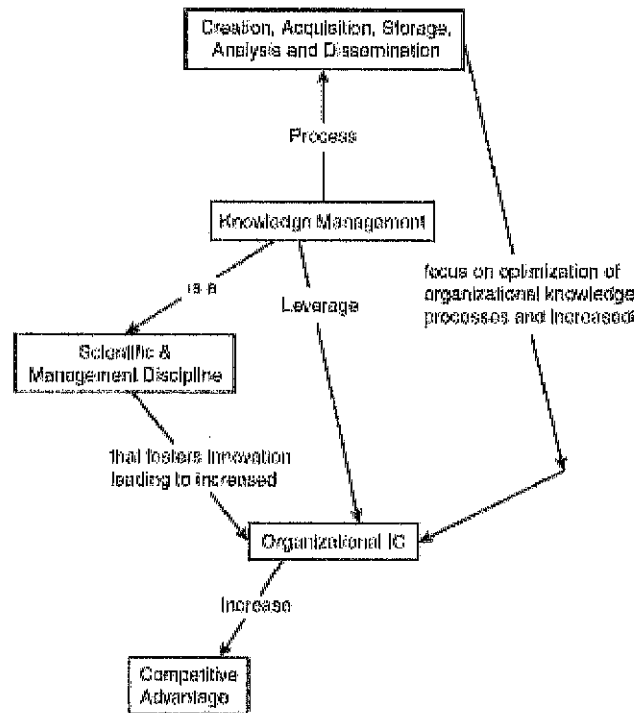 Creation, Acquisition, Storage,
Analysis and Dissemination
Process
Knowledge Management
is a
Leverage
focus on optimization of
organizational knowledge
processes and increased
Scientific &
Management Discipline
that fosters innovation
leading to increased
Organizational IC
Increase
Competitive
Advantage